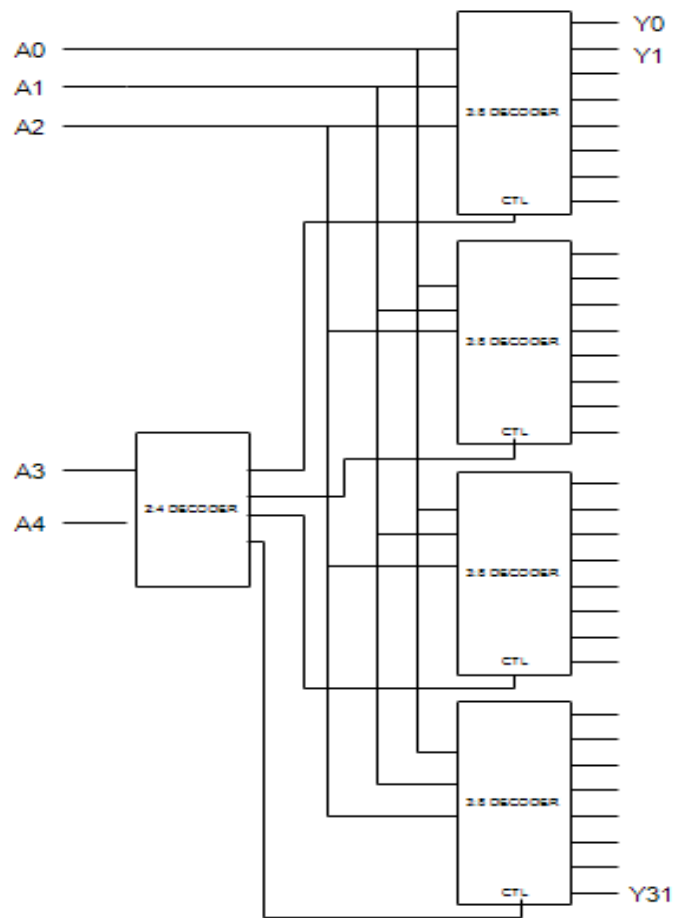 Y0
A0
Y1
A1
A2
3:8 DECODER
CTL
3:8 DECODER
CTL
A3
2:4 DECODER
A4
3:8 DECODER
CTL
3:8 DECODER
CTL
Y31